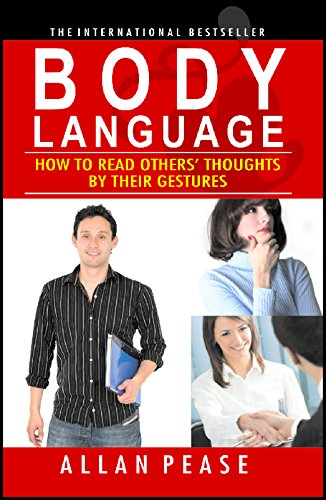 THE INTERNATIONAL BESTSELLER
BODY
LANGUAGE
HOW TO READ OTHERS' THOUGHTS
BY THEIR GESTURES
ALLAN PEASE